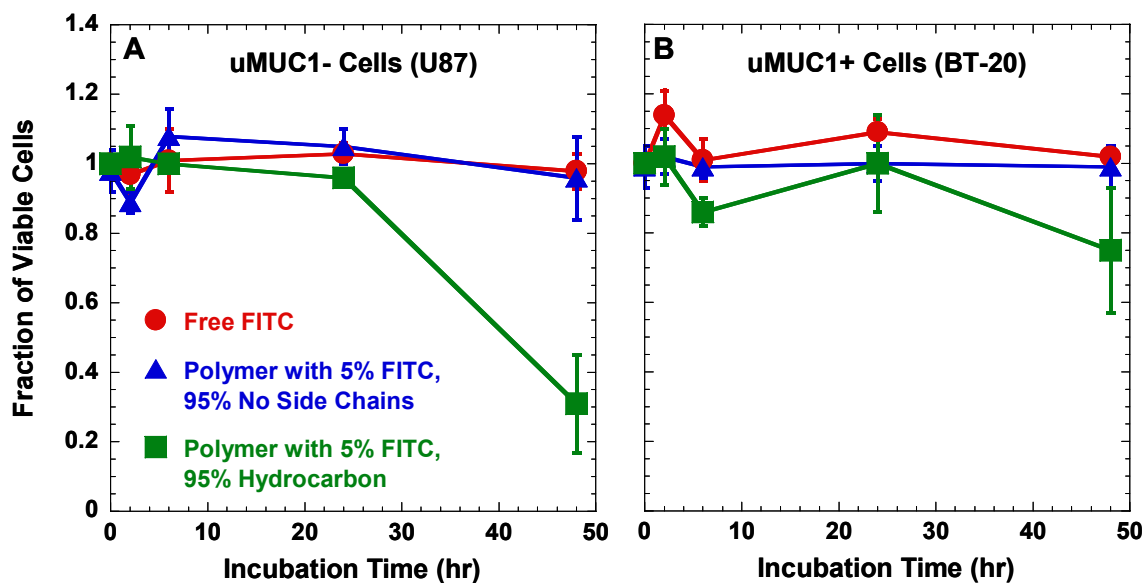 A
uMUC1- Cells (U87)
B
uMUC1+ Cells (BT-20)
Fraction of Viable Cells
1.4
1.2
1
0.8
0.6
0.4
0.2
0
Free FITC
Polymer with 5% FITC,
95% No Side Chains
Polymer with 5% FITC,
95% Hydrocarbon
0 10 20 30 40 50
0 10 20 30 40 50
Incubation Time (hr)
Incubation Time (hr)